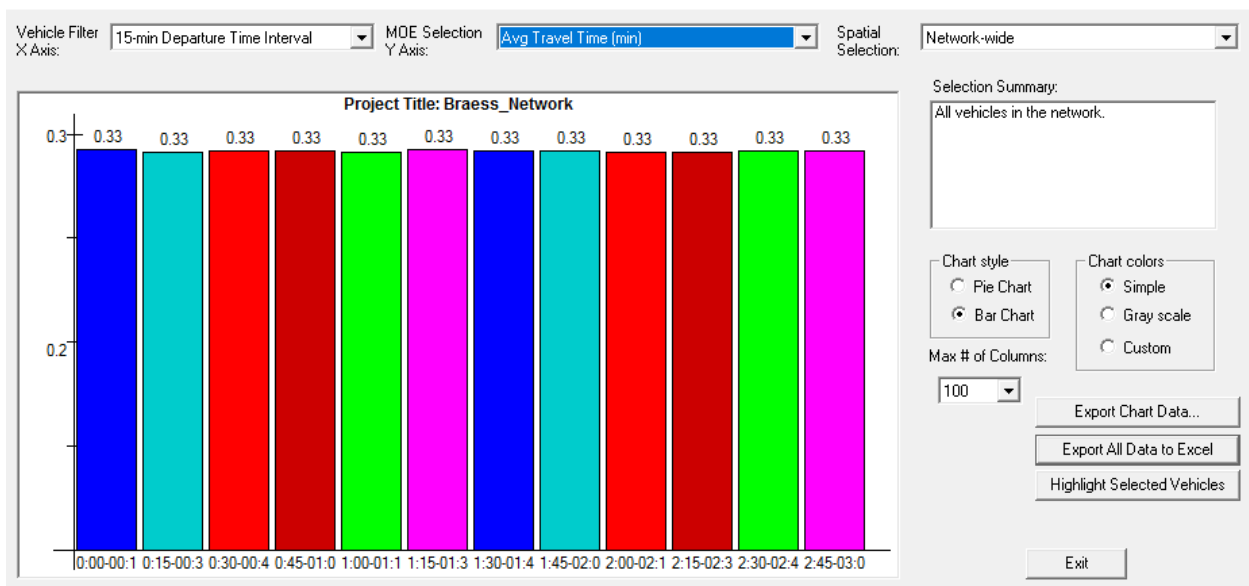 Vehicle Filter
X Axis:
15-min Departure Time Interval
MOE Selection
Y Axis:
Avg Travel Time (min)
Spatial
Selection:
Network-wide
Project Title: Braess_Network
0.3
0.33 0.33 0.33 0.33 0.33 0.33 0.33 0.33 0.33 0.33 0.33 0.33
0.2
0:00-00:1 0:15-00:3 0:30-00:4 0:45-01:0 1:00-01:1 1:15-01:3 1:30-01:4 1:45-02:0 2:00-02:1 2:15-02:3 2:30-02:4 2:45-03:0
Selection Summary:
All vehicles in the network.
Chart style
Pie Chart
Bar Chart
Chart colors
Simple
Gray scale
Custom
Max # of Columns:
100
Export Chart Data...
Export All Data to Excel
Highlight Selected Vehicles
Exit